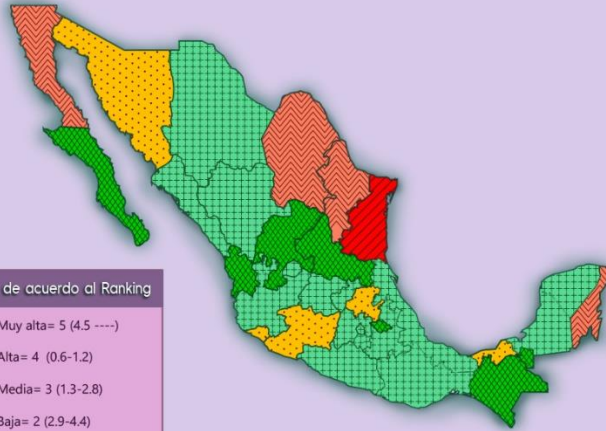 de acuerdo al Ranking
Muy alta= 5 (4.5 ----)
Alta= 4 (0.6-1.2)
Media= 3 (1.3-2.8)
Baja= 2 (2.9-4.4)